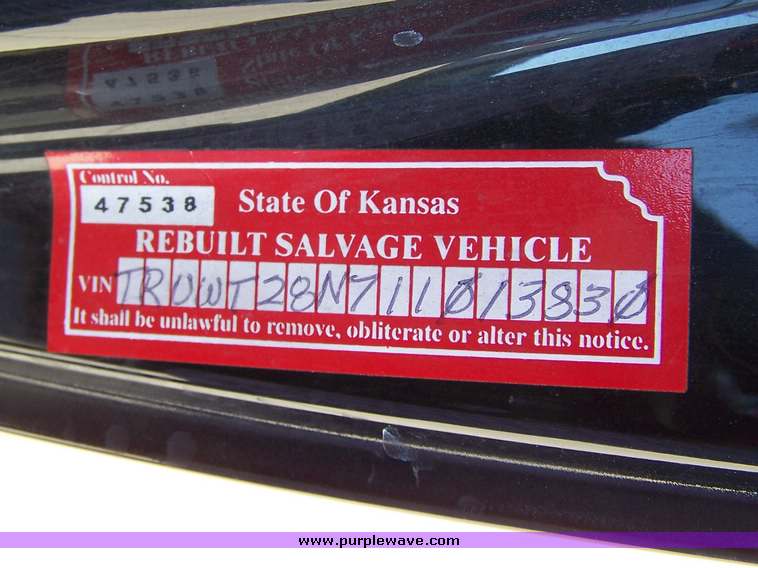 Control No.
47538
State Of Kansas
REBUILT SALVAGE VEHICLE
VIN TRUWT28N711013830
It shall be unlawful to remove, obliterate or alter this notice.
www.purplewave.com